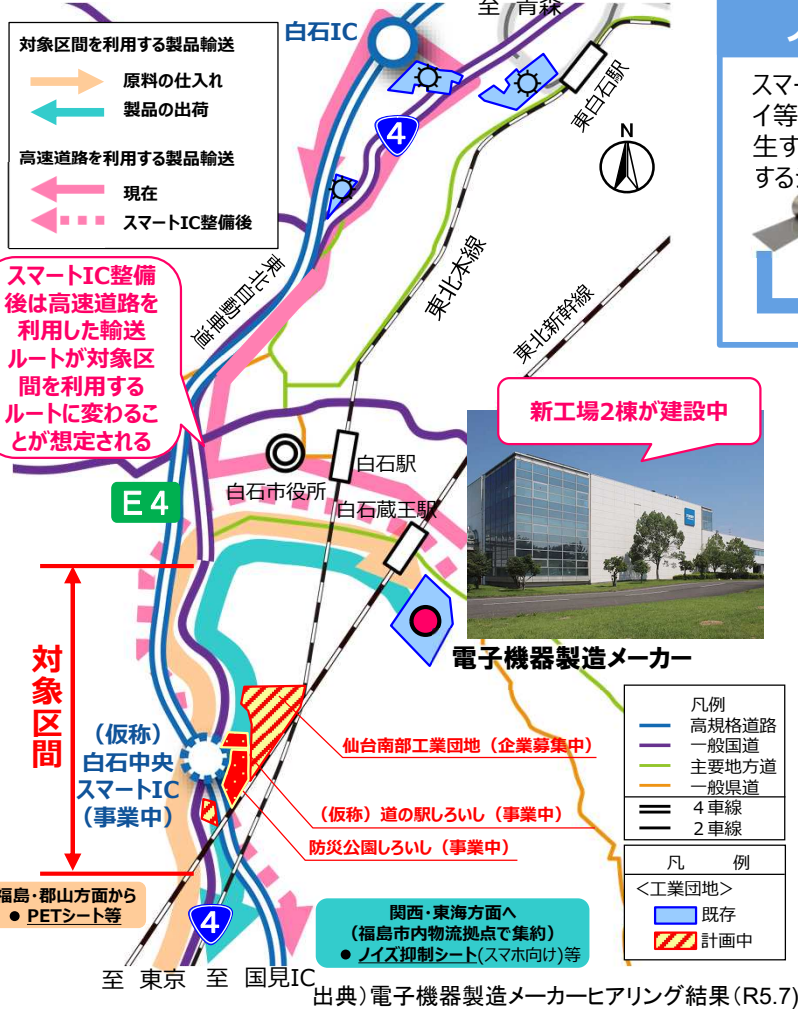 至 青森
白石IC
対象区間を利用する製品輸送
原料の仕入れ
製品の出荷
高速道路を利用する製品輸送
現在
スマートIC整備後
4
東白石駅
N
スマー
イ等
生す
する
東北自動車道
東北本線
東北新幹線
スマートIC整備
後は高速道路を
利用した輸送
ルートが対象区
間を利用する
ルートに変わるこ
とが想定される
新工場2棟が建設中
白石駅
白石市役所
E4
白石蔵王駅
電子機器製造メーカー
対象区間
(仮称)
白石中央
スマートIC
(事業中)
仙台南部工業団地(企業募集中)
(仮称)道の駅しろいし(事業中)
防災公園しろいし(事業中)
凡例
高規格道路
一般国道
主要地方道
一般県道
4車線
2車線
凡 例
<工業団地>
既存
計画中
福島・郡山方面から
● PETシート等
4
関西・東海方面へ
(福島市内物流拠点で集約)
● ノイズ抑制シート(スマホ向け)等
至 東京 至 国見IC
出典)電子機器製造メーカーヒアリング結果(R5.7)